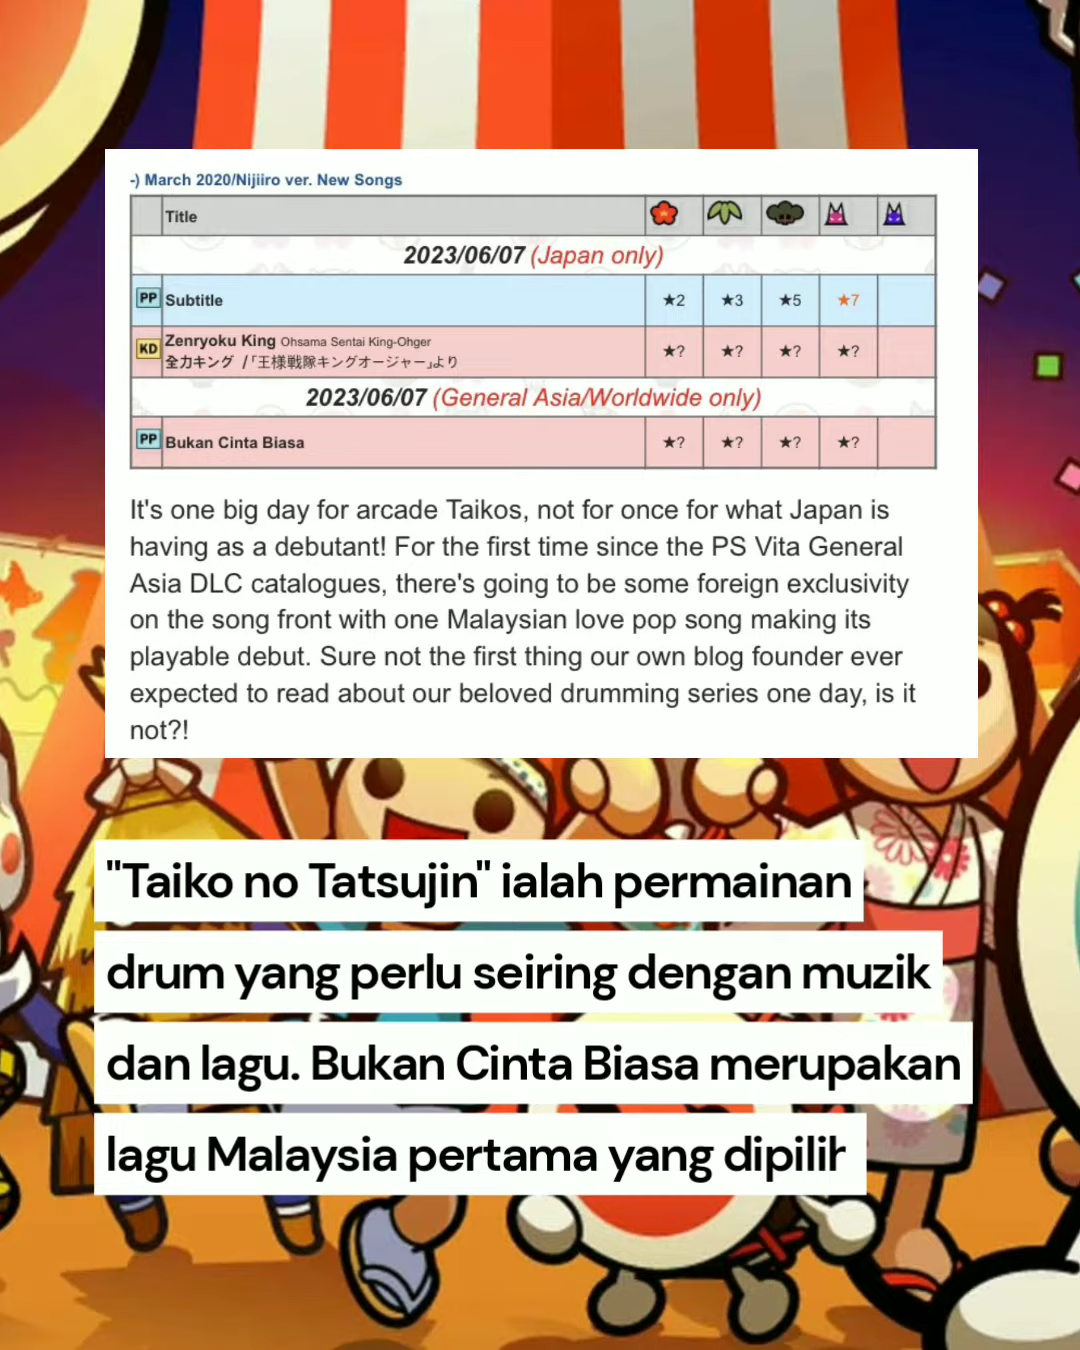 -) March 2020/Nijiiro ver. New Songs
Title
2023/06/07 (Japan only)
PP Subtitle ★2 ★3 ★5 ★7
KD Zenryoku King Ohsama Sentai King-Ohger
全力キング /「王様戦隊キングオージャー」より ★? ★? ★? ★?
2023/06/07 (General Asia/Worldwide only)
PP Bukan Cinta Biasa ★? ★? ★? ★?
It's one big day for arcade Taikos, not for once for what Japan is
having as a debutant! For the first time since the PS Vita General
Asia DLC catalogues, there's going to be some foreign exclusivity
on the song front with one Malaysian love pop song making its
playable debut. Sure not the first thing our own blog founder ever
expected to read about our beloved drumming series one day, is it
not?!
"Taiko no Tatsujin" ialah permainan
drum yang perlu seiring dengan muzik
dan lagu. Bukan Cinta Biasa merupakan
lagu Malaysia pertama yang dipilih